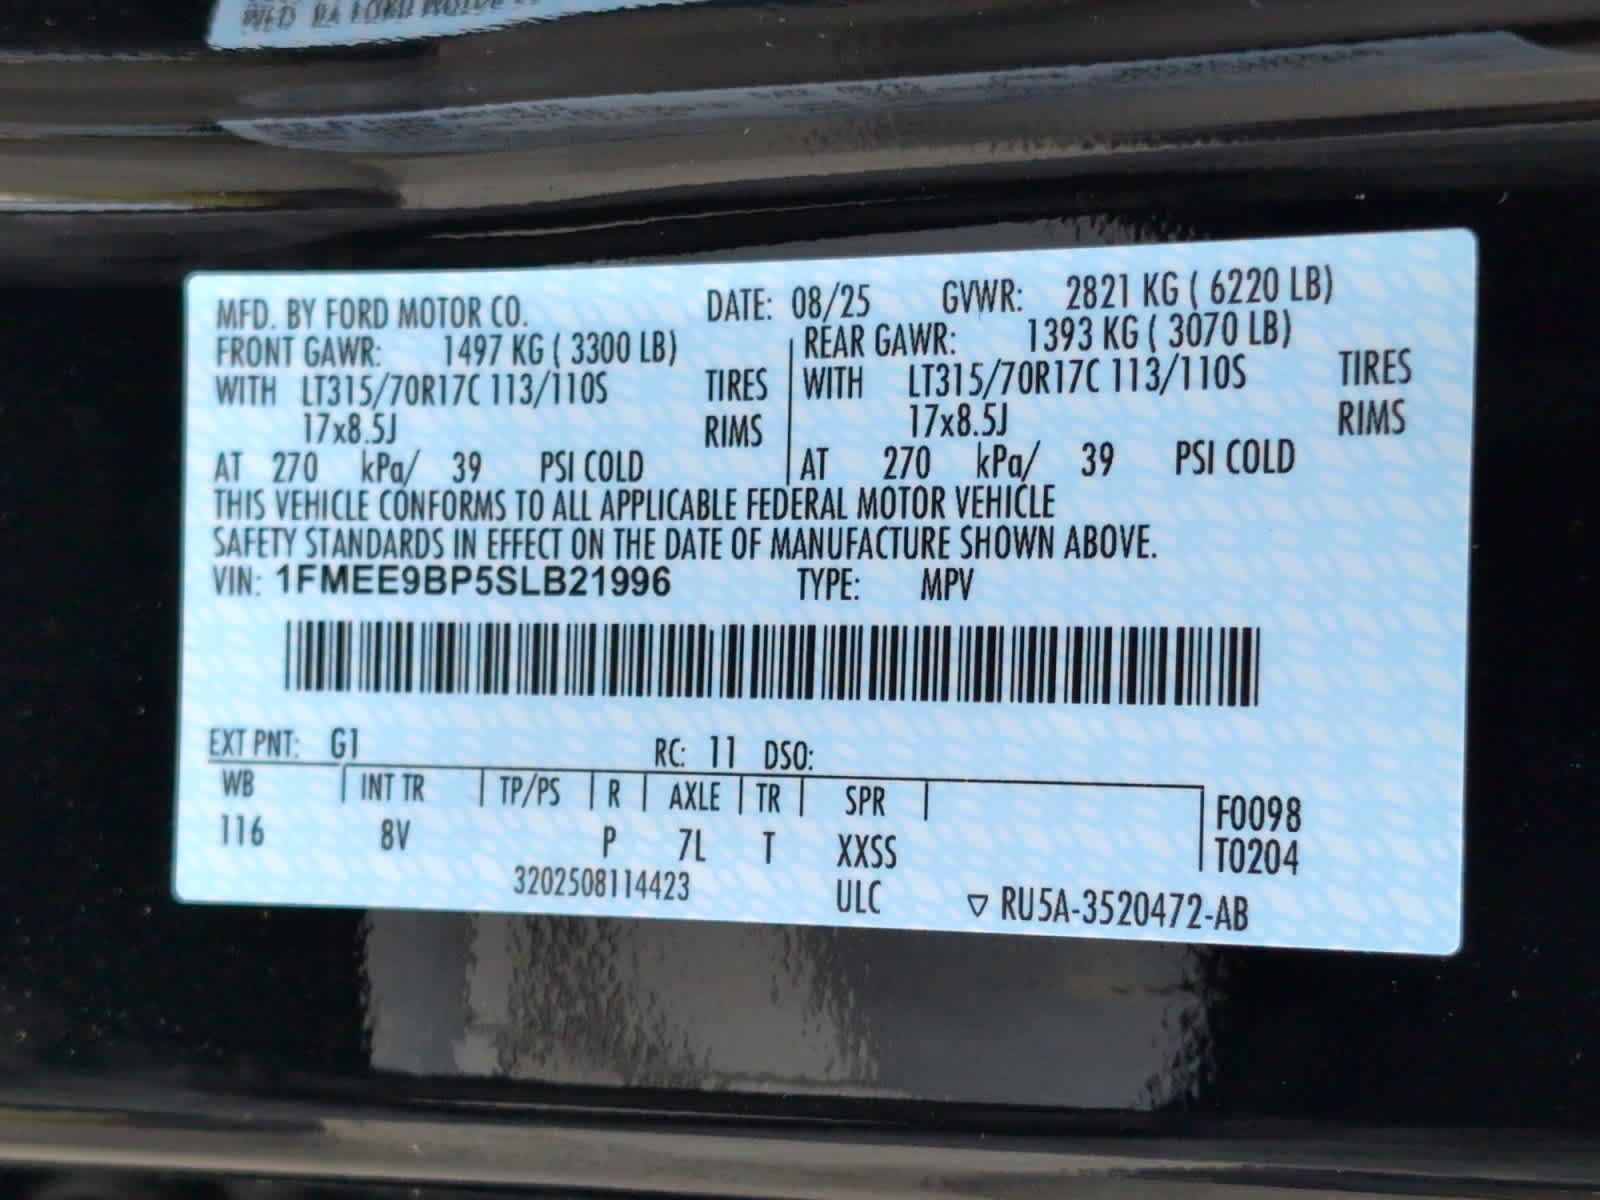 MFD. BY FORD MOTOR CO. DATE: 08/25 GVWR: 2821 KG ( 6220 LB)
FRONT GAWR: 1497 KG ( 3300 LB) REAR GAWR: 1393 KG ( 3070 LB)
WITH LT315/70R17C 113/110S TIRES WITH LT315/70R17C 113/110S TIRES
17x8.5J RIMS 17x8.5J RIMS
AT 270 kPa/ 39 PSI COLD AT 270 kPa/ 39 PSI COLD
THIS VEHICLE CONFORMS TO ALL APPLICABLE FEDERAL MOTOR VEHICLE
SAFETY STANDARDS IN EFFECT ON THE DATE OF MANUFACTURE SHOWN ABOVE.
VIN: 1FMEE9BP5SLB21996 TYPE: MPV
EXT PNT: G1 RC: 11 DSO:
WB INT TR TP/PS R AXLE TR SPR F0098
116 8V P 7L T XXSS T0204
3202508114423 ULC ▽ RU5A-3520472-AB